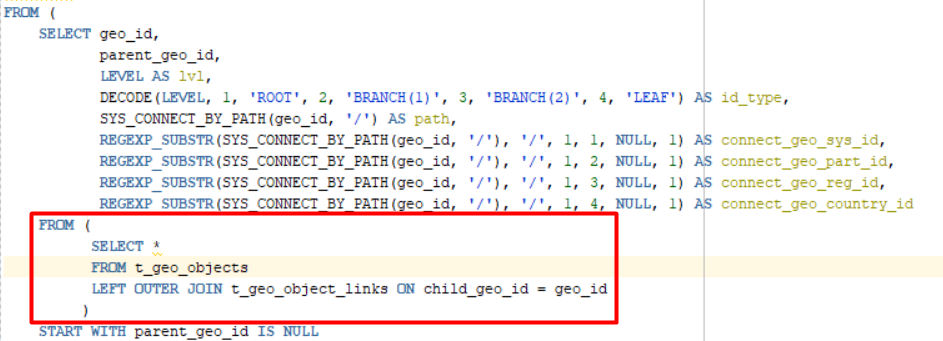 FROM (
SELECT geo_id,
parent_geo_id,
LEVEL AS lvl,
DECODE(LEVEL, 1, 'ROOT', 2, 'BRANCH(1)', 3, 'BRANCH(2)', 4, 'LEAF') AS id_type,
SYS_CONNECT_BY_PATH(geo_id, '/') AS path,
REGEXP_SUBSTR(SYS_CONNECT_BY_PATH(geo_id, '/'), '/', 1, 1, NULL, 1) AS connect_geo_sys_id,
REGEXP_SUBSTR(SYS_CONNECT_BY_PATH(geo_id, '/'), '/', 1, 2, NULL, 1) AS connect_geo_part_id,
REGEXP_SUBSTR(SYS_CONNECT_BY_PATH(geo_id, '/'), '/', 1, 3, NULL, 1) AS connect_geo_reg_id,
REGEXP_SUBSTR(SYS_CONNECT_BY_PATH(geo_id, '/'), '/', 1, 4, NULL, 1) AS connect_geo_country_id
FROM (
SELECT *
FROM t_geo_objects
LEFT OUTER JOIN t_geo_object_links ON child_geo_id = geo_id
)
START WITH parent_geo_id IS NULL